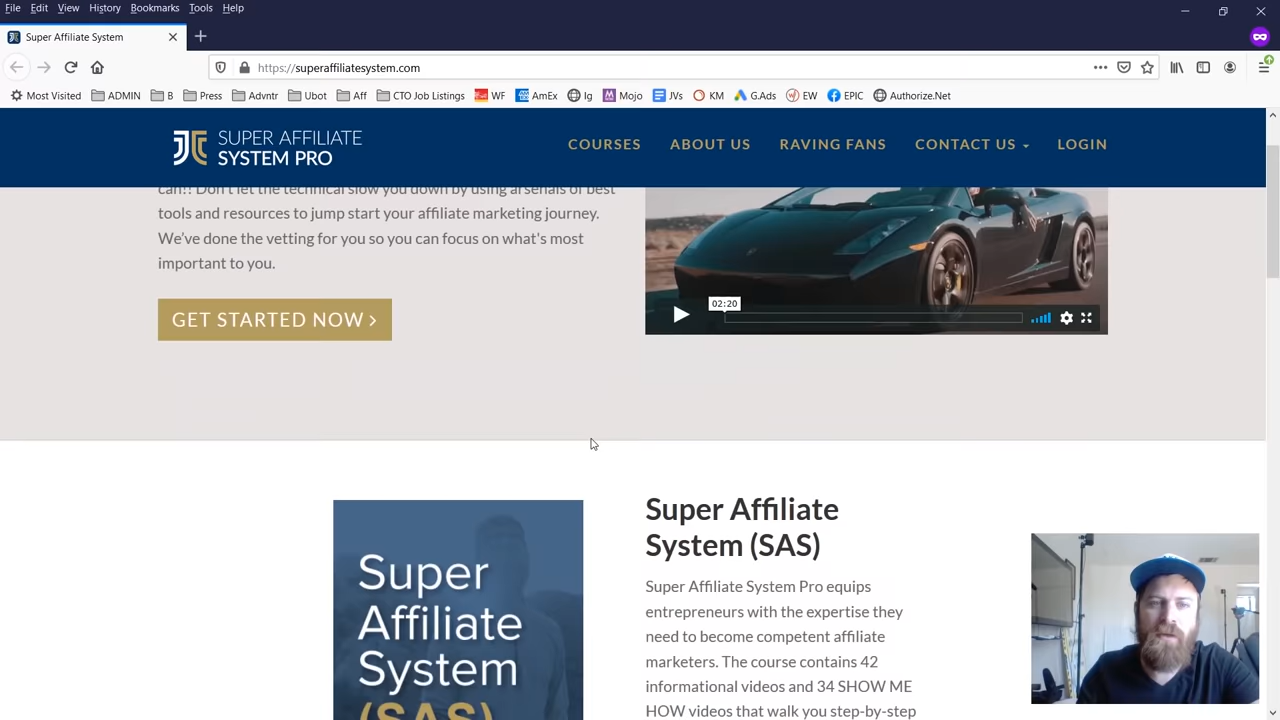 File Edit View History Bookmarks Tools Help
Super Affiliate System
https://superaffiliatesystem.com
Most Visited ADMIN B Press Advntr Ubot Aff CTO Job Listings WF AmEx Ig Mojo JVs KM G.Ads EW EPIC Authorize.Net
SUPER AFFILIATE
SYSTEM PRO
COURSES ABOUT US RAVING FANS CONTACT US LOGIN
can!! Don't let the technical slow you down by using arsenals of best
tools and resources to jump start your affiliate marketing journey.
We've done the vetting for you so you can focus on what's most
important to you.
GET STARTED NOW >
02:20
Super
Affiliate
System
(SAS)
Super Affiliate
System (SAS)
Super Affiliate System Pro equips
entrepreneurs with the expertise they
need to become competent affiliate
marketers. The course contains 42
informational videos and 34 SHOW ME
HOW videos that walk you step-by-step